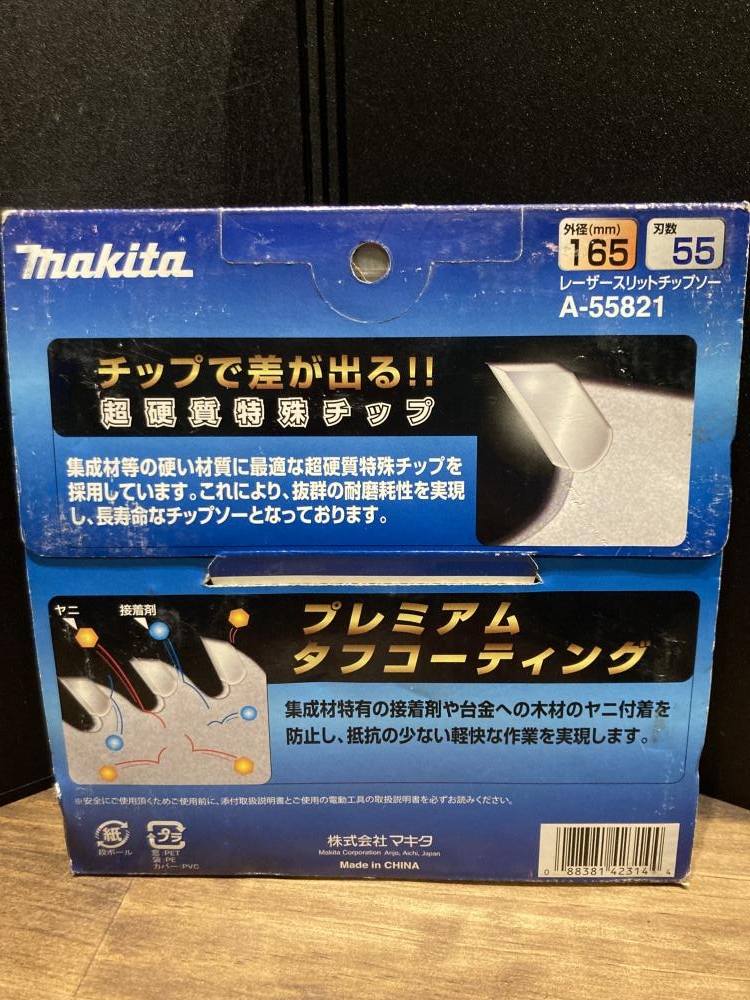 makita
外径(mm)
165
刃数
55
レーザースリットチップソー
A-55821
チップで差が出る!!
超硬質特殊チップ
集成材等の硬い材質に最適な超硬質特殊チップを
採用しています。これにより、抜群の耐磨耗性を実現
し、長寿命なチップソーとなっております。
ヤニ
接着剤
プレミアム
タフコーティング
集成材特有の接着剤や台金への木材のヤニ付着を
防止し、抵抗の少ない軽快な作業を実現します。
※安全にご使用頂くためご使用前に、添付取扱説明書とご使用の電動工具の取扱説明書を必ずお読みください。
紙
段ボール
プラ
窓:PET
袋:PE
カバー:PVC
株式会社マキタ
Makita Corporation Anjo, Aichi, Japan
Made in CHINA
0 88381 42314 4